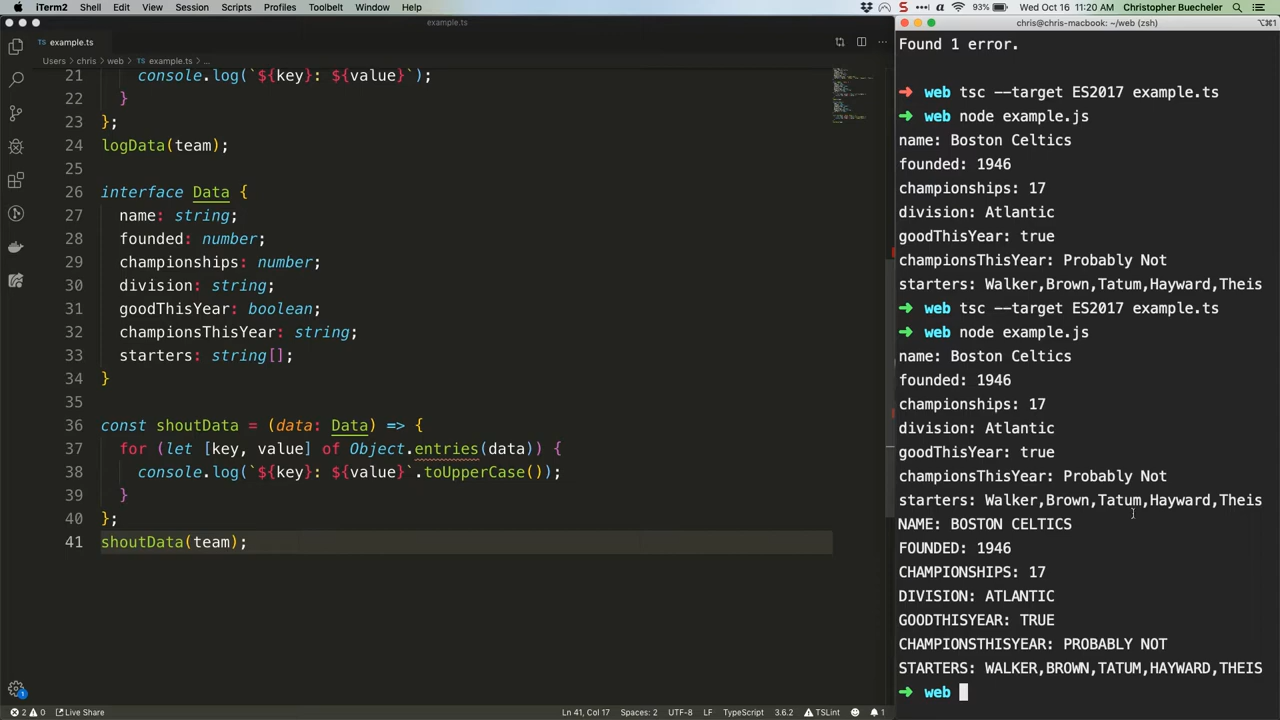 iTerm2 Shell Edit View Session Scripts Profiles Toolbelt Window Help
93% Wed Oct 16 11:20 AM Christopher Buecheler
example.ts
chris@chris-macbook: ~/web (zsh)
⌥⌘1
TS example.ts
Users > chris > web > TS example.ts > ...
21 console.log(`${key}: ${value}`);
22 }
23 };
24 logData(team);
25
26 interface Data {
27 name: string;
28 founded: number;
29 championships: number;
30 division: string;
31 goodThisYear: boolean;
32 championsThisYear: string;
33 starters: string[];
34 }
35
36 const shoutData = (data: Data) => {
37 for (let [key, value] of Object.entries(data)) {
38 console.log(`${key}: ${value}`.toUpperCase());
39 }
40 };
41 shoutData(team);
2 0 Live Share Ln 41, Col 17 Spaces: 2 UTF-8 LF TypeScript 3.6.2 TSLint 1
Found 1 error.
➜ web tsc --target ES2017 example.ts
➜ web node example.js
name: Boston Celtics
founded: 1946
championships: 17
division: Atlantic
goodThisYear: true
championsThisYear: Probably Not
starters: Walker,Brown,Tatum,Hayward,Theis
➜ web tsc --target ES2017 example.ts
➜ web node example.js
name: Boston Celtics
founded: 1946
championships: 17
division: Atlantic
goodThisYear: true
championsThisYear: Probably Not
starters: Walker,Brown,Tatum,Hayward,Theis
NAME: BOSTON CELTICS
FOUNDED: 1946
CHAMPIONSHIPS: 17
DIVISION: ATLANTIC
GOODTHISYEAR: TRUE
CHAMPIONSTHISYEAR: PROBABLY NOT
STARTERS: WALKER,BROWN,TATUM,HAYWARD,THEIS
➜ web